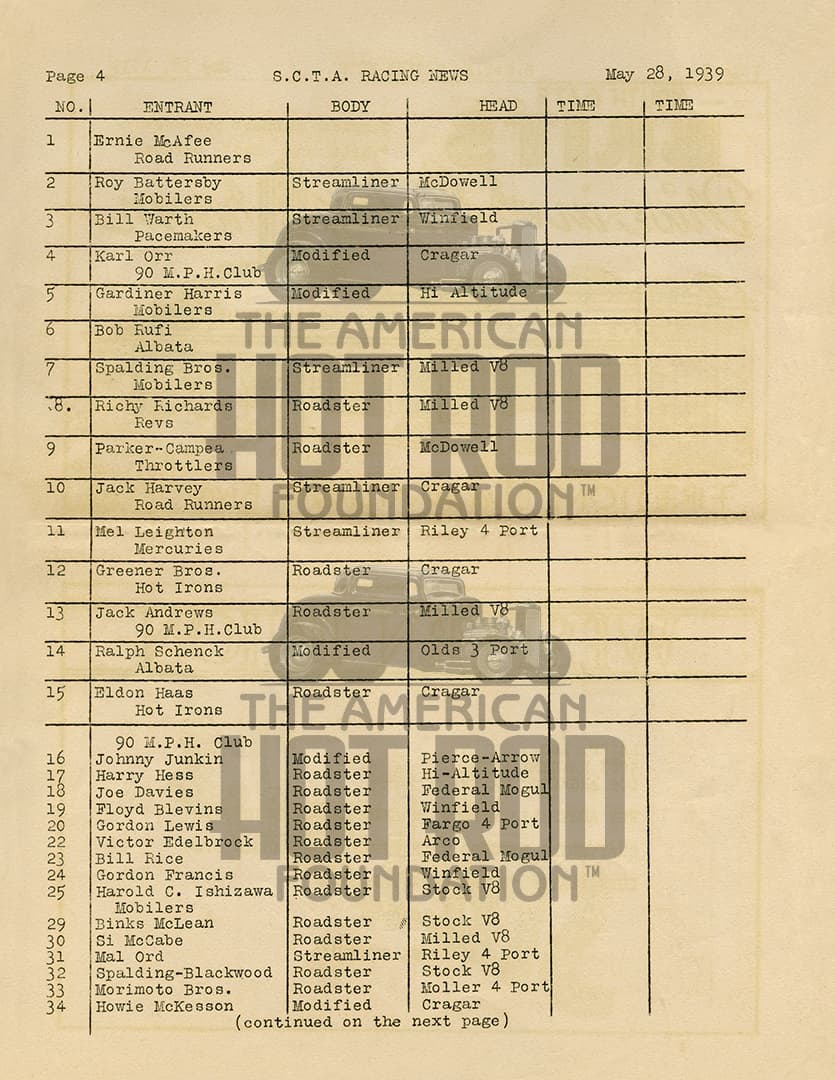 Page 4 S.C.T.A. RACING NEWS May 28, 1939
NO. ENTRANT BODY HEAD TIME TIME
1 Ernie McAfee
Road Runners
2 Roy Battersby Streamliner McDowell
Mobilers
3 Bill Warth Streamliner Winfield
Pacemakers
4 Karl Orr Modified Cragar
90 M.P.H.Club
5 Gardiner Harris Modified Hi Altitude
Mobilers
6 Bob Rufi
Albata
7 Spalding Bros. Streamliner Milled V8
Mobilers
8. Richy Richards Roadster Milled V8
Revs
9 Parker-Campea Roadster McDowell
Throttlers
10 Jack Harvey Streamliner Cragar
Road Runners
11 Mel Leighton Streamliner Riley 4 Port
Mercuries
12 Greener Bros. Roadster Cragar
Hot Irons
13 Jack Andrews Roadster Milled V8
90 M.P.H.Club
14 Ralph Schenck Modified Olds 3 Port
Albata
15 Eldon Haas Roadster Cragar
Hot Irons
90 M.P.H. Club
16 Johnny Junkin Modified Pierce-Arrow
17 Harry Hess Roadster Hi-Altitude
18 Joe Davies Roadster Federal Mogul
19 Floyd Blevins Roadster Winfield
20 Gordon Lewis Roadster Fargo 4 Port
22 Victor Edelbrock Roadster Arco
23 Bill Rice Roadster Federal Mogul
24 Gordon Francis Roadster Winfield
25 Harold C. Ishizawa Roadster Stock V8
Mobilers
29 Binks McLean Roadster Stock V8
30 Si McCabe Roadster Milled V8
31 Mal Ord Streamliner Riley 4 Port
32 Spalding-Blackwood Roadster Stock V8
33 Morimoto Bros. Roadster Moller 4 Port
34 Howie McKesson Modified Cragar
(continued on the next page)
THE AMERICAN
HOT ROD
FOUNDATION™
THE AMERICAN
HOT ROD
FOUNDATION™